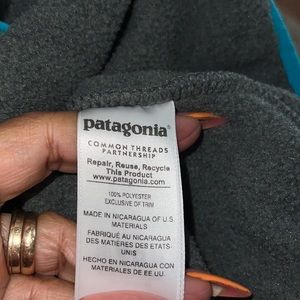 patagonia®
COMMON THREADS
PARTNERSHIP
Repair, Reuse, Recycle
This Product
www.patagonia.com
100% POLYESTER
EXCLUSIVE OF TRIM
MADE IN NICARAGUA OF U.S.
MATERIALS
FABRIQUÉ AU NICARAGUA
DES MATIÈRES DES ETATS-
UNIS
HECHO EN NICARAGUA CON
MATERIALES DE EE.UU.